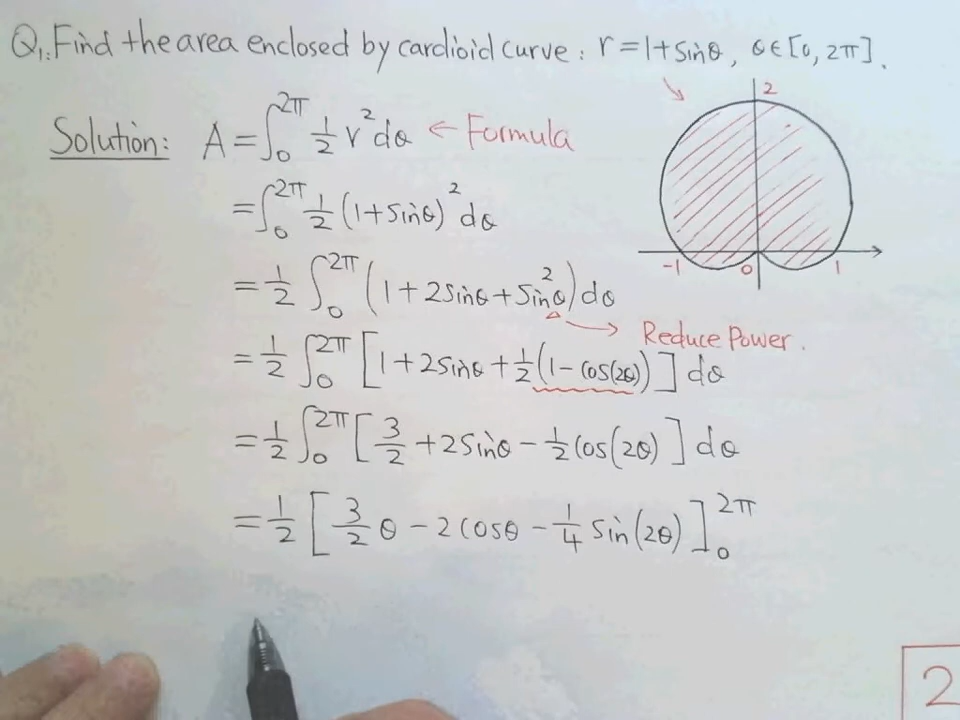 Q1: Find the area enclosed by cardioid curve: r = 1 + sinθ, θ ∈ [0, 2π].
2
Solution: A = ∫₀^2π 1/2 r² dθ ← Formula
= ∫₀^2π 1/2 (1 + sinθ)² dθ
-1 0 1
= 1/2 ∫₀^2π (1 + 2sinθ + sin²θ) dθ
Reduce Power.
= 1/2 ∫₀^2π [1 + 2sinθ + 1/2 (1 - cos(2θ))] dθ
= 1/2 ∫₀^2π [3/2 + 2sinθ - 1/2 cos(2θ)] dθ
= 1/2 [3/2 θ - 2cosθ - 1/4 sin(2θ)]₀^2π
2